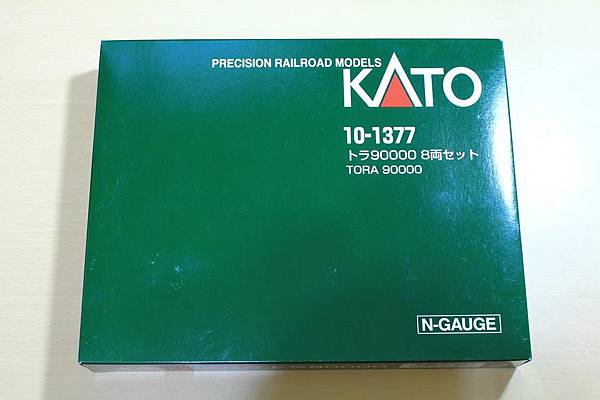 PRECISION RAILROAD MODELS
KATO
10-1377
トラ90000 8両セット
TORA 90000
N-GAUGE